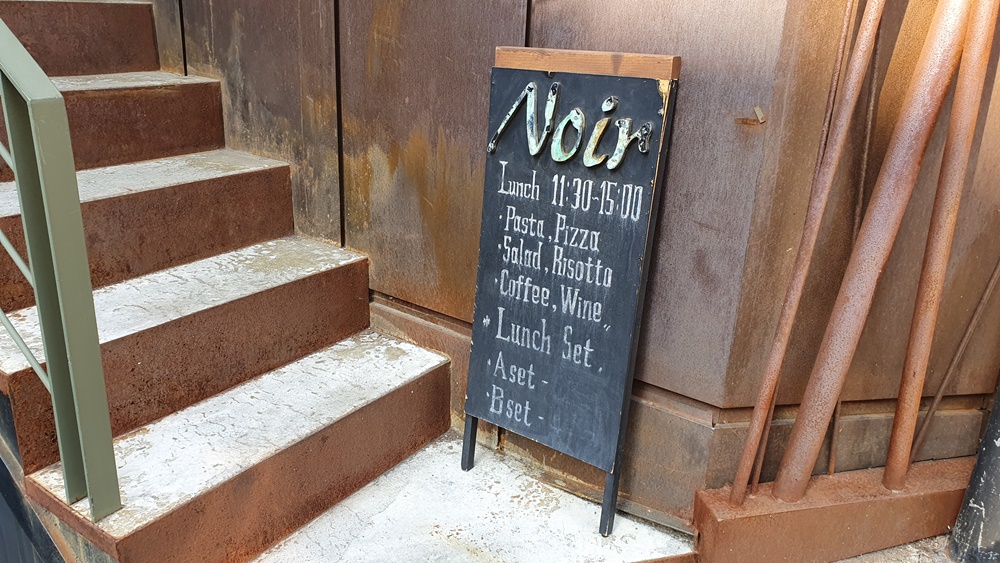 Noir
Lunch 11:30-15:00
·Pasta, Pizza
·Salad, Risotto
·Coffee, Wine
" Lunch Set "
·Aset -
·Bset -